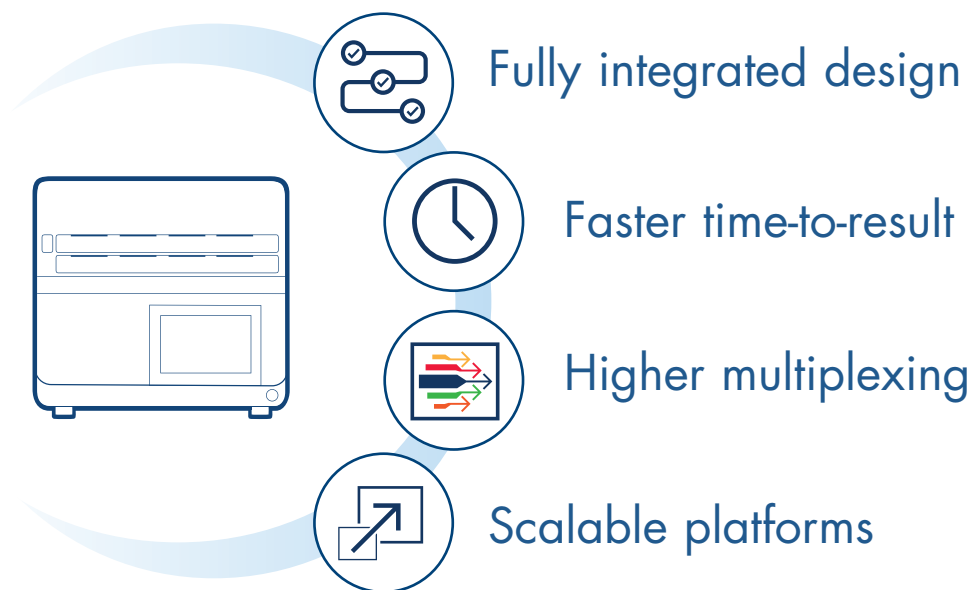 Fully integrated design
Faster time-to-result
Higher multiplexing
Scalable platforms